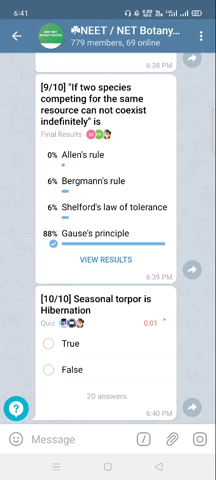 6:41
NEET / NET Botany...
779 members, 69 online
6:38 PM
[9/10] "If two species
competing for the same
resource can not coexist
indefinitely" is
Final Results
0% Allen's rule
6% Bergmann's rule
6% Shelford's law of tolerance
88% Gause's principle
VIEW RESULTS
6:39 PM
[10/10] Seasonal torpor is
Hibernation
Quiz 0:01
True
False
20 answers
6:40 PM
Message